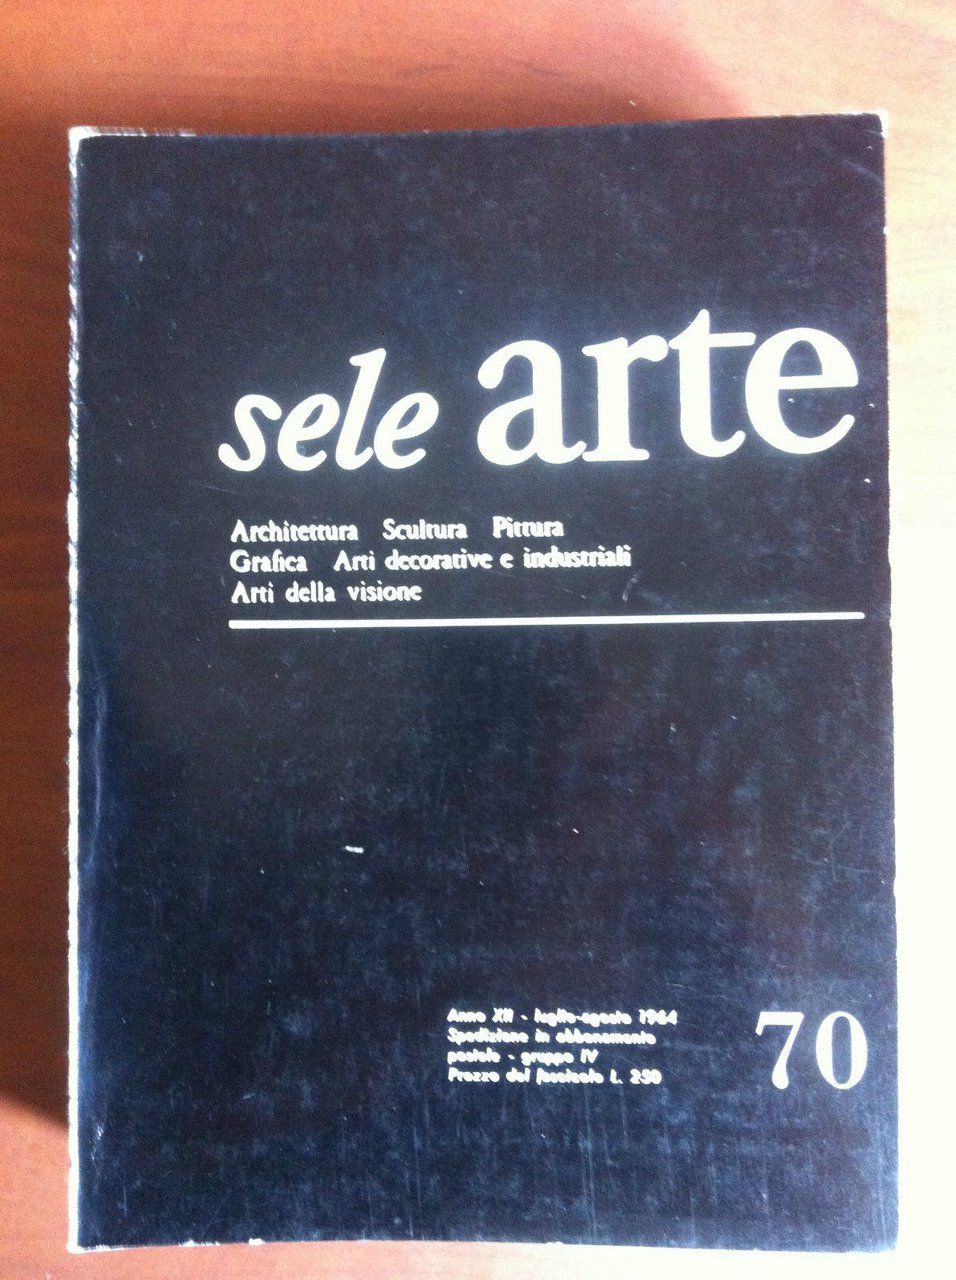 sele arte
Architettura Scultura Pittura
Grafica Arti decorative e industriali
Arti della visione
Anno XII - luglio-agosto 1964
Spedizione in abbonamento
postale - gruppo IV
Prezzo del fascicolo L. 250
70